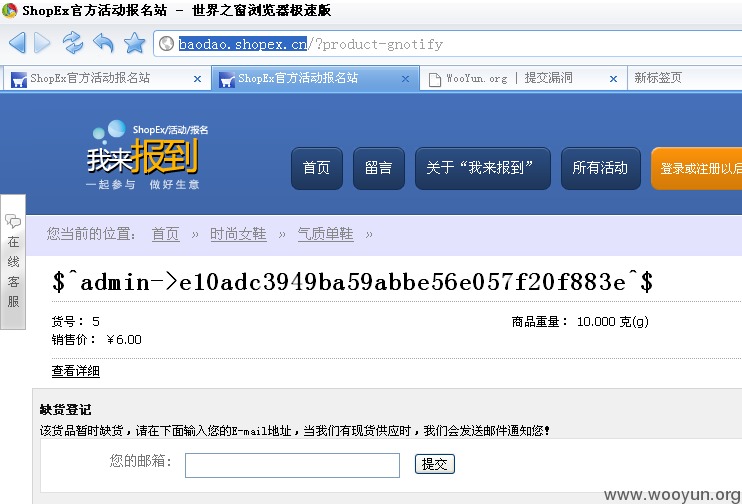 ShopEx官方活动报名站 - 世界之窗浏览器极速版
baodao.shopex.cn/?product-gnotify
ShopEx官方活动报名站 ShopEx官方活动报名站 WooYun.org | 提交漏洞 新标签页
ShopEx/活动/报名
我来报到
一起参与 做好生意
首页 留言 关于“我来报到” 所有活动 登录或注册以后
在线客服
您当前的位置: 首页 » 时尚女鞋 » 气质单鞋 »
$^admin->e10adc3949ba59abbe56e057f20f883e^$
货号: 5 商品重量: 10.000 克(g)
销售价: ¥6.00
查看详细
缺货登记
该货品暂时缺货,请在下面输入您的E-mail地址,当我们有现货供应时,我们会发送邮件通知您!
您的邮箱: 提交
www.wooyun.org